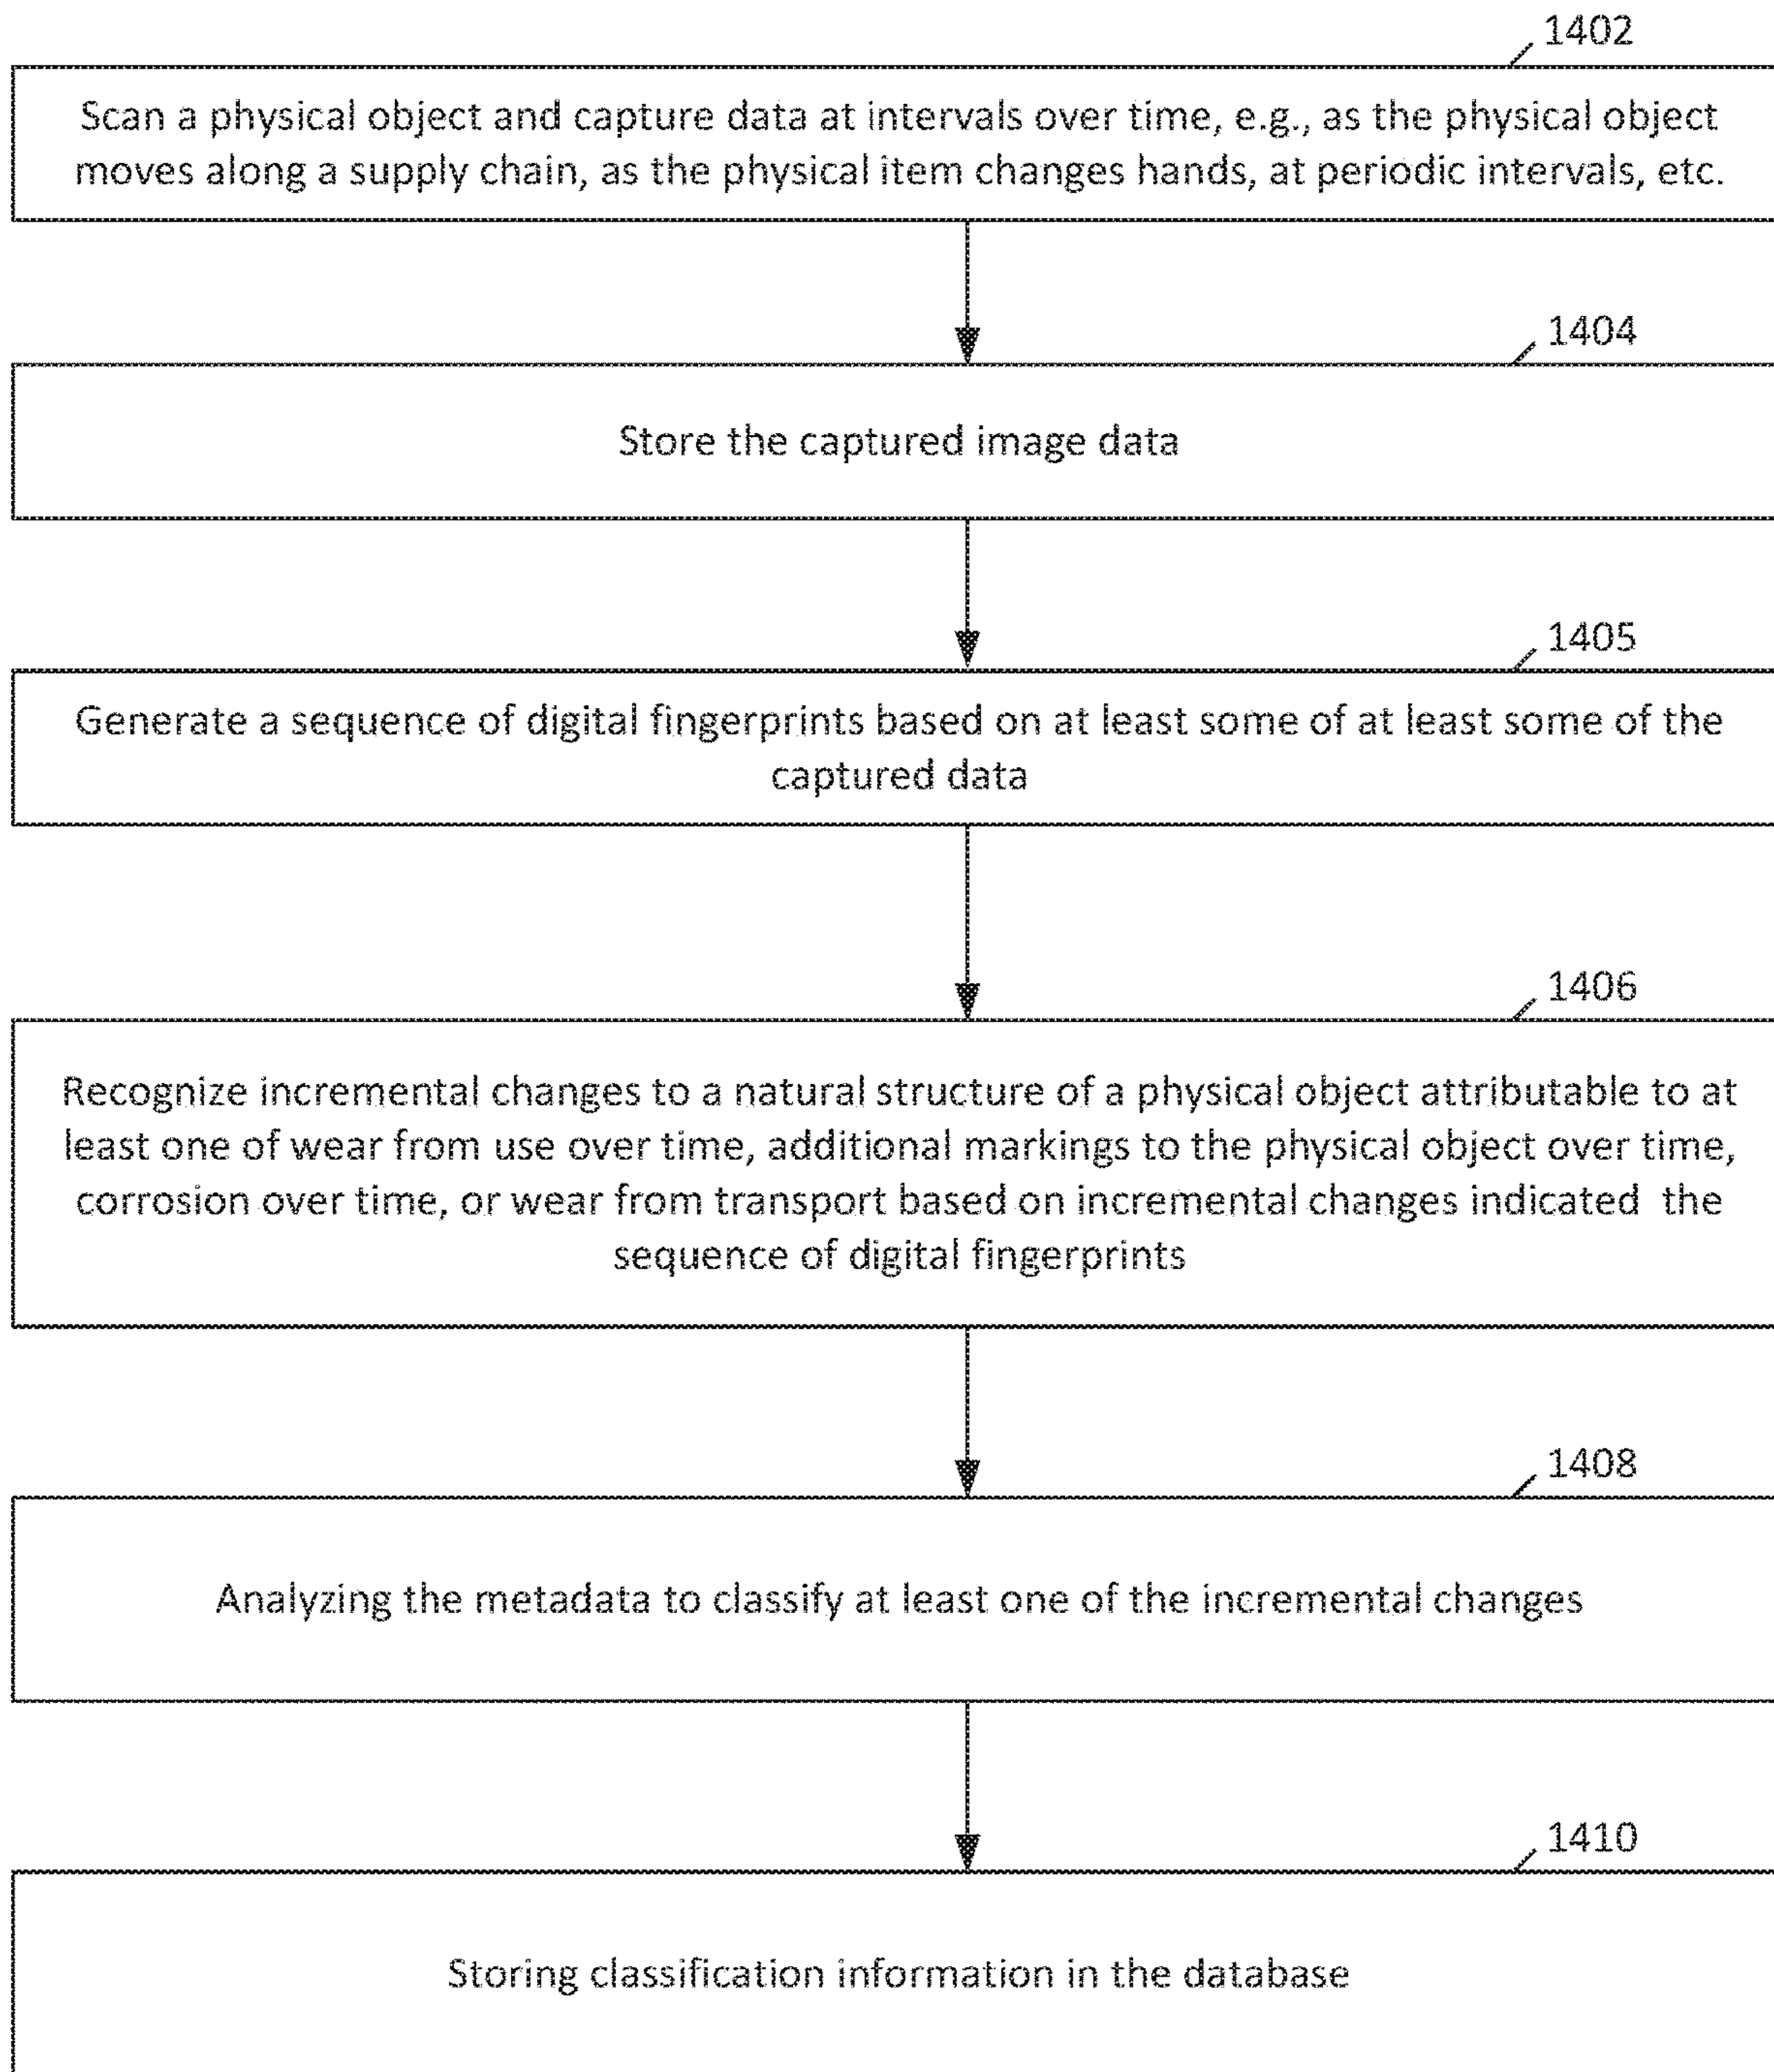 1402
Scan a physical object and capture data at intervals over time, e.g., as the physical object
moves along a supply chain, as the physical item changes hands, at periodic intervals, etc.
1404
Store the captured image data
1405
Generate a sequence of digital fingerprints based on at least some of at least some of the
captured data
1406
Recognize incremental changes to a natural structure of a physical object attributable to at
least one of wear from use over time, additional markings to the physical object over time,
corrosion over time, or wear from transport based on incremental changes indicated the
sequence of digital fingerprints
1408
Analyzing the metadata to classify at least one of the incremental changes
1410
Storing classification information in the database